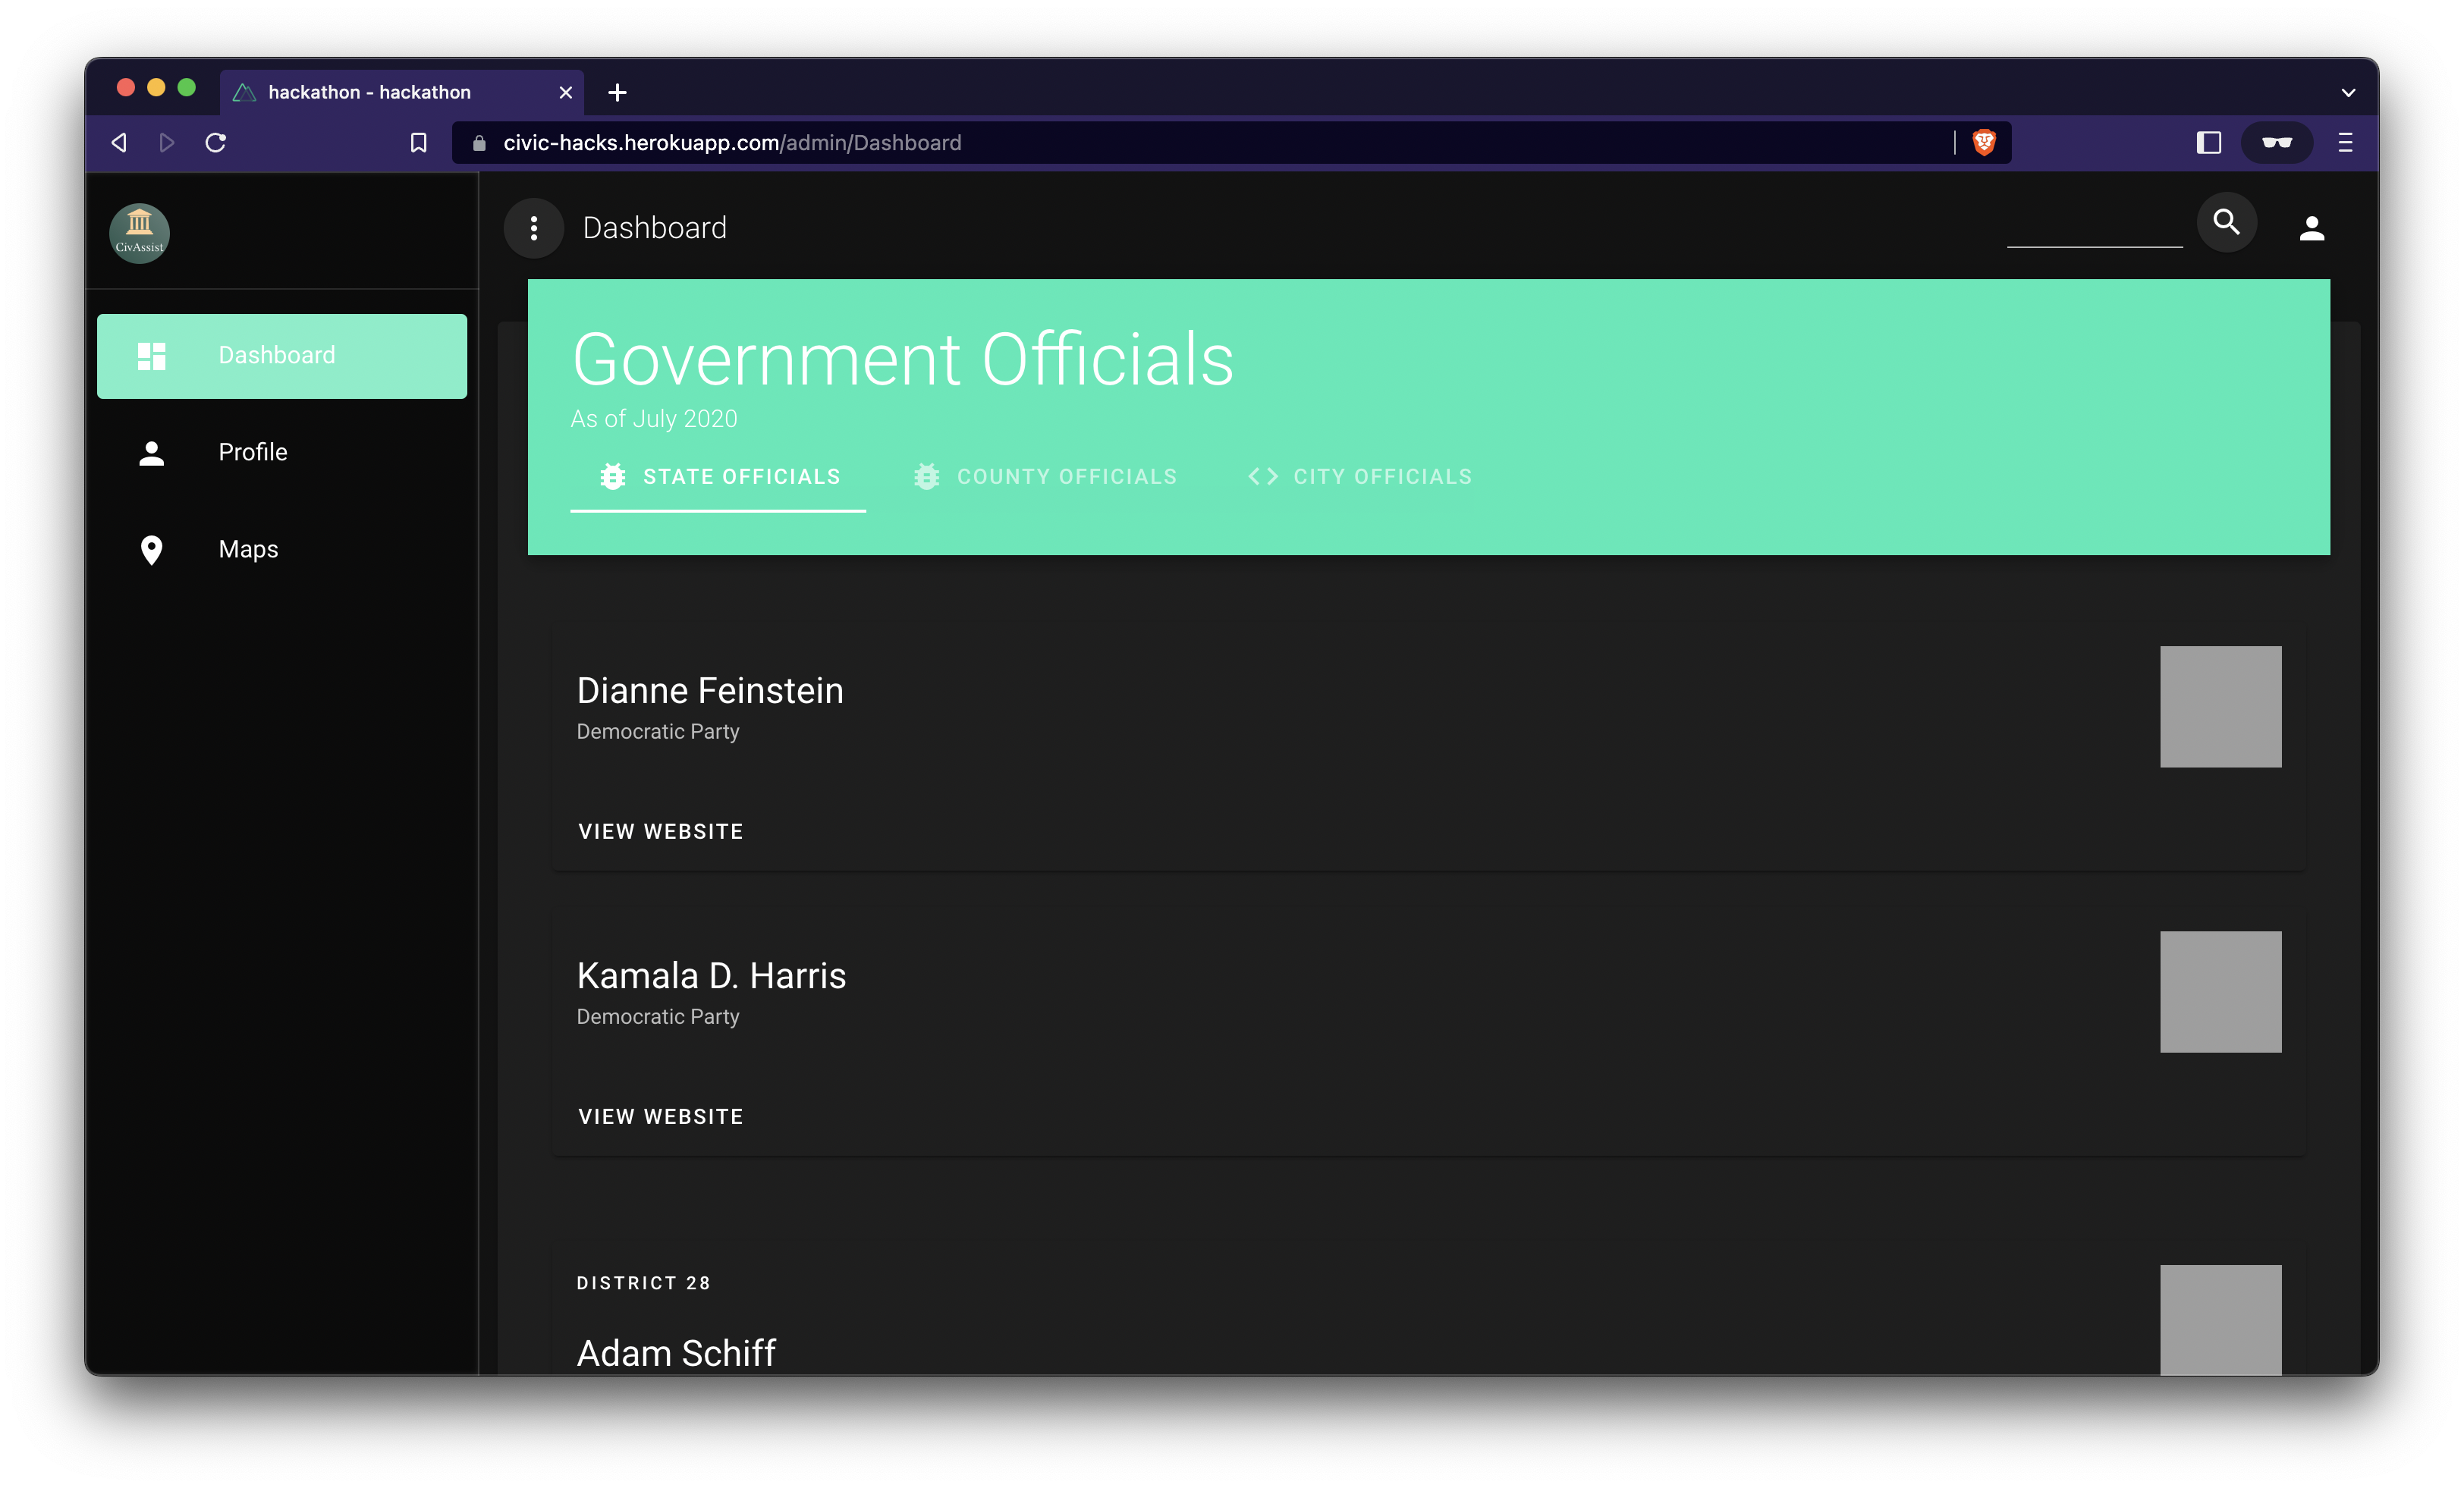 hackathon - hackathon
civic-hacks.herokuapp.com/admin/Dashboard
CivAssist
Dashboard
Profile
Maps
Dashboard
Government Officials
As of July 2020
STATE OFFICIALS
COUNTY OFFICIALS
CITY OFFICIALS
Dianne Feinstein
Democratic Party
VIEW WEBSITE
Kamala D. Harris
Democratic Party
VIEW WEBSITE
DISTRICT 28
Adam Schiff